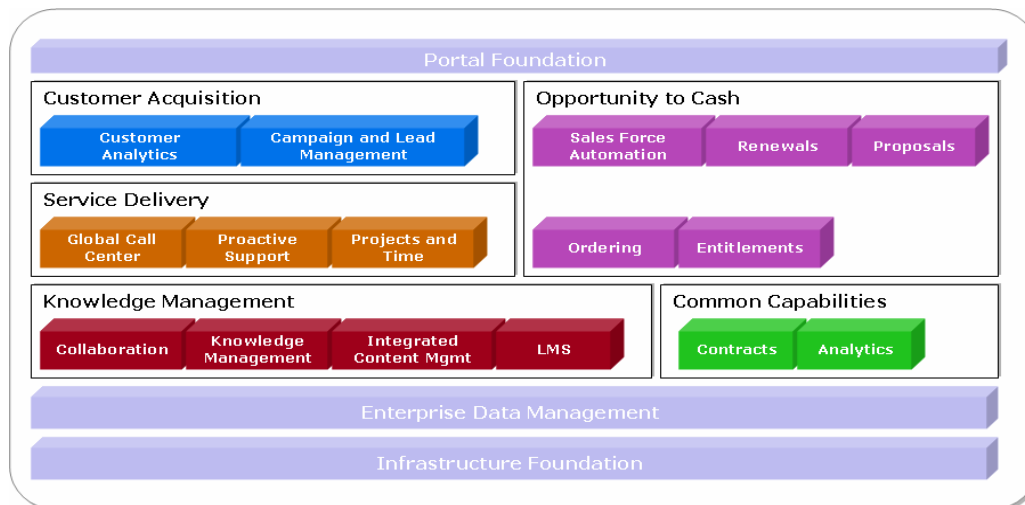 Portal Foundation
Customer Acquisition
Customer
Analytics
Campaign and Lead
Management
Opportunity to Cash
Sales Force
Automation
Renewals
Proposals
Ordering
Entitlements
Service Delivery
Global Call
Center
Proactive
Support
Projects and
Time
Knowledge Management
Collaboration
Knowledge
Management
Integrated
Content Mgmt
LMS
Common Capabilities
Contracts
Analytics
Enterprise Data Management
Infrastructure Foundation